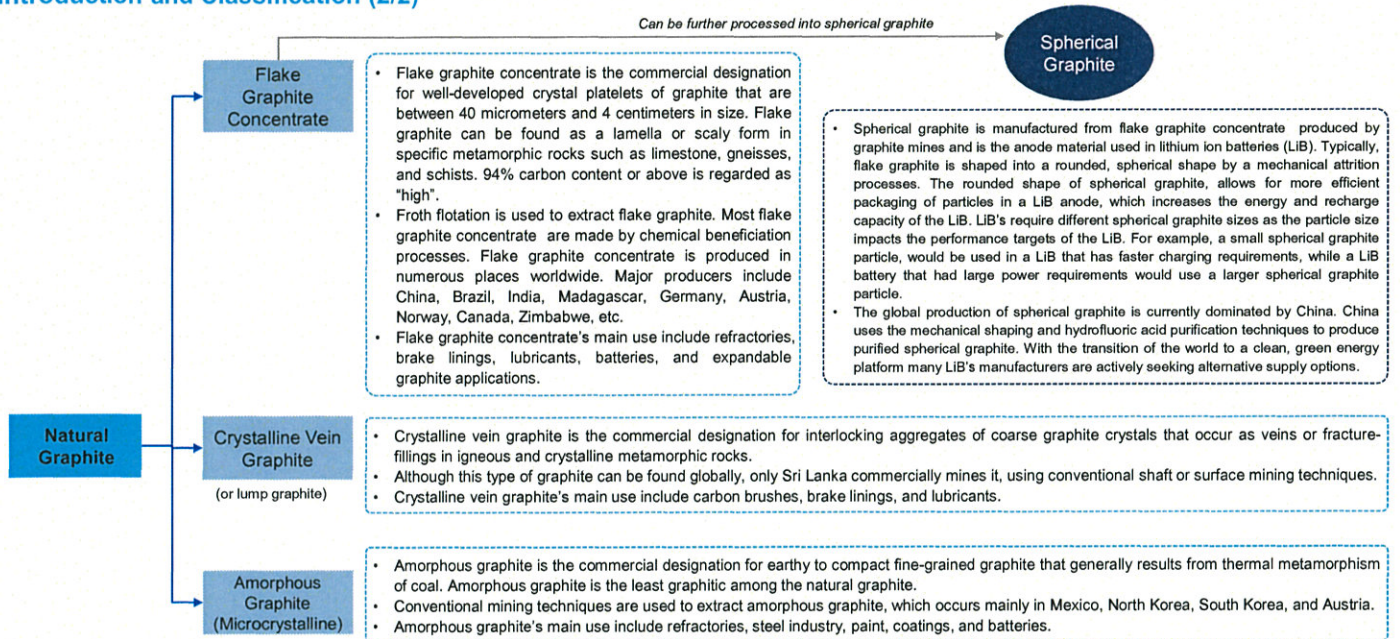 Introduction and Classification (2/2)
Can be further processed into spherical graphite
Spherical
Graphite
Flake
Graphite
Concentrate
• Flake graphite concentrate is the commercial designation
for well-developed crystal platelets of graphite that are
between 40 micrometers and 4 centimeters in size. Flake
graphite can be found as a lamella or scaly form in
specific metamorphic rocks such as limestone, gneisses,
and schists. 94% carbon content or above is regarded as
“high”.
• Froth flotation is used to extract flake graphite. Most flake
graphite concentrate are made by chemical beneficiation
processes. Flake graphite concentrate is produced in
numerous places worldwide. Major producers include
China, Brazil, India, Madagascar, Germany, Austria,
Norway, Canada, Zimbabwe, etc.
• Flake graphite concentrate's main use include refractories,
brake linings, lubricants, batteries, and expandable
graphite applications.
• Spherical graphite is manufactured from flake graphite concentrate produced by
graphite mines and is the anode material used in lithium ion batteries (LiB). Typically,
flake graphite is shaped into a rounded, spherical shape by a mechanical attrition
processes. The rounded shape of spherical graphite, allows for more efficient
packaging of particles in a LiB anode, which increases the energy and recharge
capacity of the LiB. LiB's require different spherical graphite sizes as the particle size
impacts the performance targets of the LiB. For example, a small spherical graphite
particle, would be used in a LiB that has faster charging requirements, while a LiB
battery that had large power requirements would use a larger spherical graphite
particle.
• The global production of spherical graphite is currently dominated by China. China
uses the mechanical shaping and hydrofluoric acid purification techniques to produce
purified spherical graphite. With the transition of the world to a clean, green energy
platform many LiB's manufacturers are actively seeking alternative supply options.
Natural
Graphite
Crystalline Vein
Graphite
(or lump graphite)
• Crystalline vein graphite is the commercial designation for interlocking aggregates of coarse graphite crystals that occur as veins or fracture-
fillings in igneous and crystalline metamorphic rocks.
• Although this type of graphite can be found globally, only Sri Lanka commercially mines it, using conventional shaft or surface mining techniques.
• Crystalline vein graphite's main use include carbon brushes, brake linings, and lubricants.
Amorphous
Graphite
(Microcrystalline)
• Amorphous graphite is the commercial designation for earthy to compact fine-grained graphite that generally results from thermal metamorphism
of coal. Amorphous graphite is the least graphitic among the natural graphite.
• Conventional mining techniques are used to extract amorphous graphite, which occurs mainly in Mexico, North Korea, South Korea, and Austria.
• Amorphous graphite's main use include refractories, steel industry, paint, coatings, and batteries.